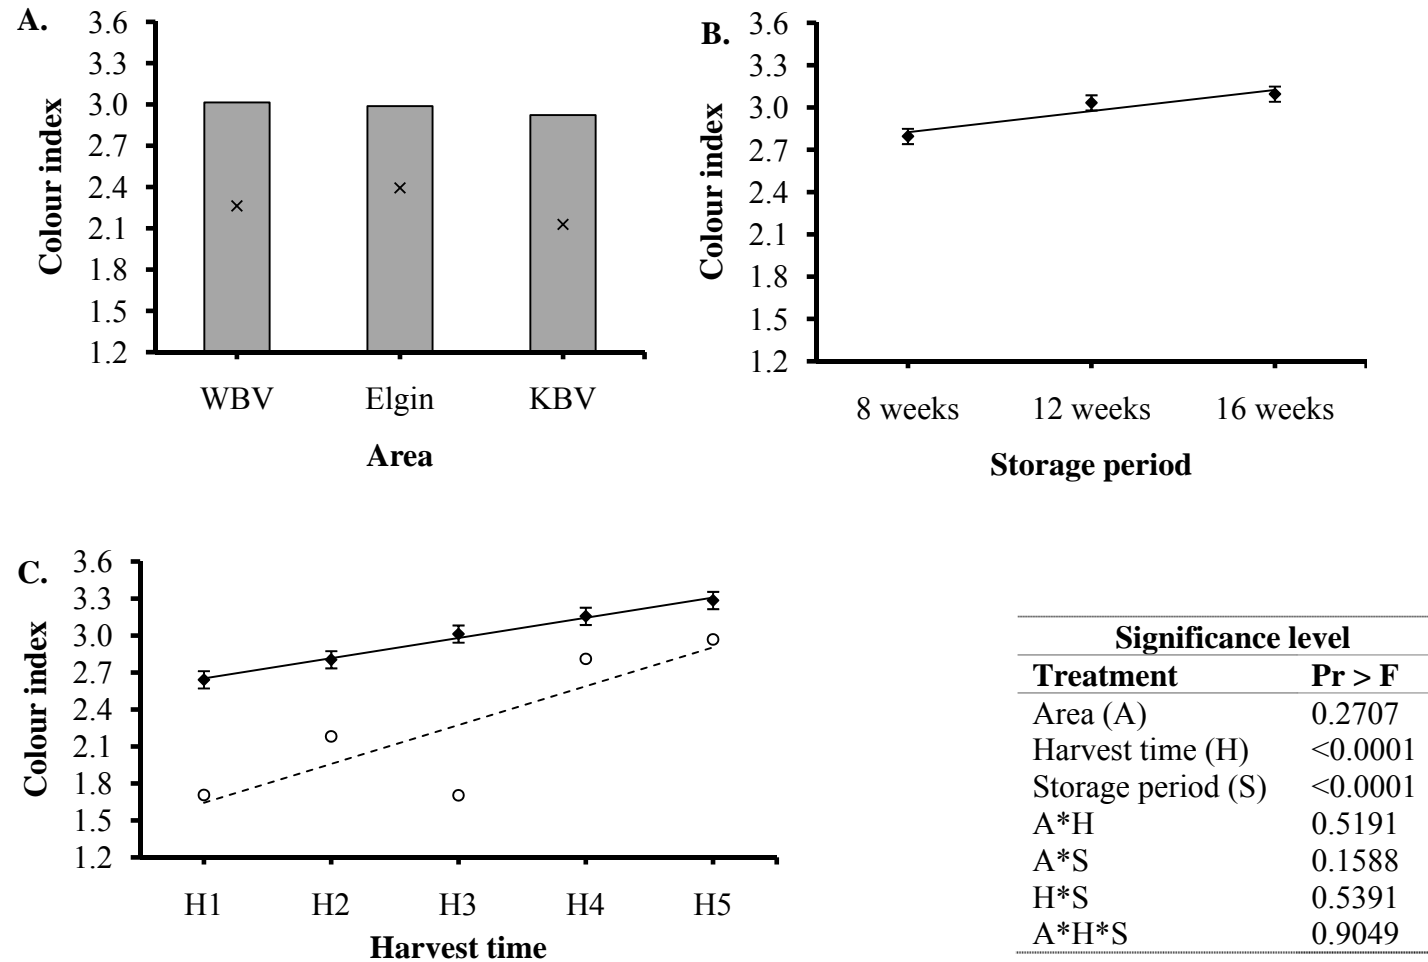 A.
3.6
3.3
3.0
2.7
2.4
2.1
1.8
1.5
1.2
Colour index
WBV Elgin KBV
Area
B.
3.6
3.3
3.0
2.7
2.4
2.1
1.8
1.5
1.2
Colour index
8 weeks 12 weeks 16 weeks
Storage period
C.
3.6
3.3
3.0
2.7
2.4
2.1
1.8
1.5
1.2
Colour index
H1 H2 H3 H4 H5
Harvest time
Significance level
Treatment Pr > F
Area (A) 0.2707
Harvest time (H) <0.0001
Storage period (S) <0.0001
A*H 0.5191
A*S 0.1588
H*S 0.5391
A*H*S 0.9049